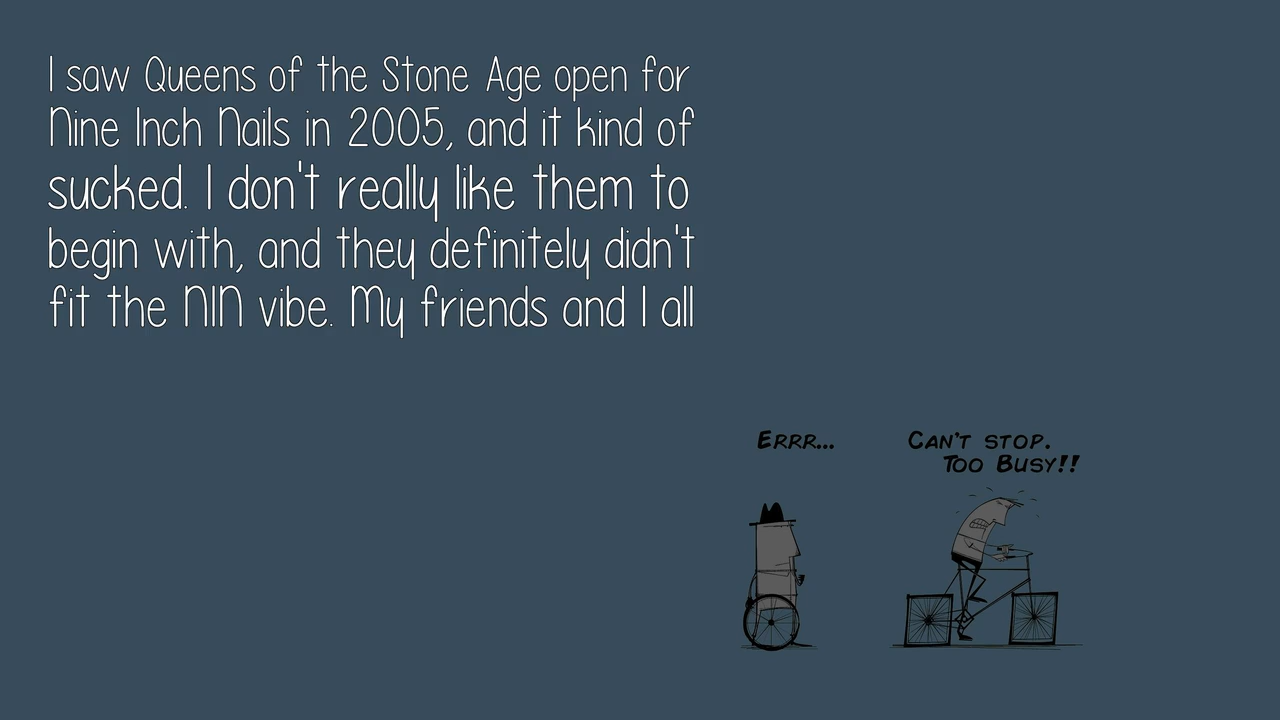 I saw Queens of the Stone Age open for
Nine Inch Nails in 2005, and it kind of
sucked. I don't really like them to
begin with, and they definitely didn't
fit the NIN vibe. My friends and I all
Errr...
Can't stop.
Too Busy!!